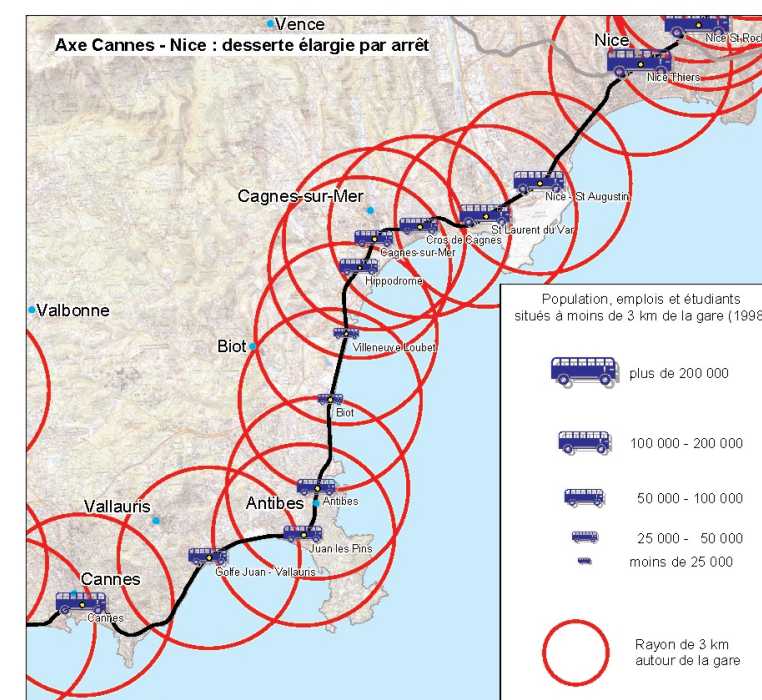 Vence
Axe Cannes - Nice : desserte élargie par arrêt
Nice
Nice St Roch
Nice Thiers
Cagnes-sur-Mer
Nice - St Augustin
St Laurent du Var
Cros de Cagnes
Cagnes-sur-Mer
Hippodrome
Valbonne
Villeneuve Loubet
Biot
Biot
Vallauris
Antibes
Antibes
Juan les Pins
Golfe Juan - Vallauris
Cannes
Cannes
Population, emplois et étudiants
situés à moins de 3 km de la gare (1998
plus de 200 000
100 000 - 200 000
50 000 - 100 000
25 000 - 50 000
moins de 25 000
Rayon de 3 km
autour de la gare